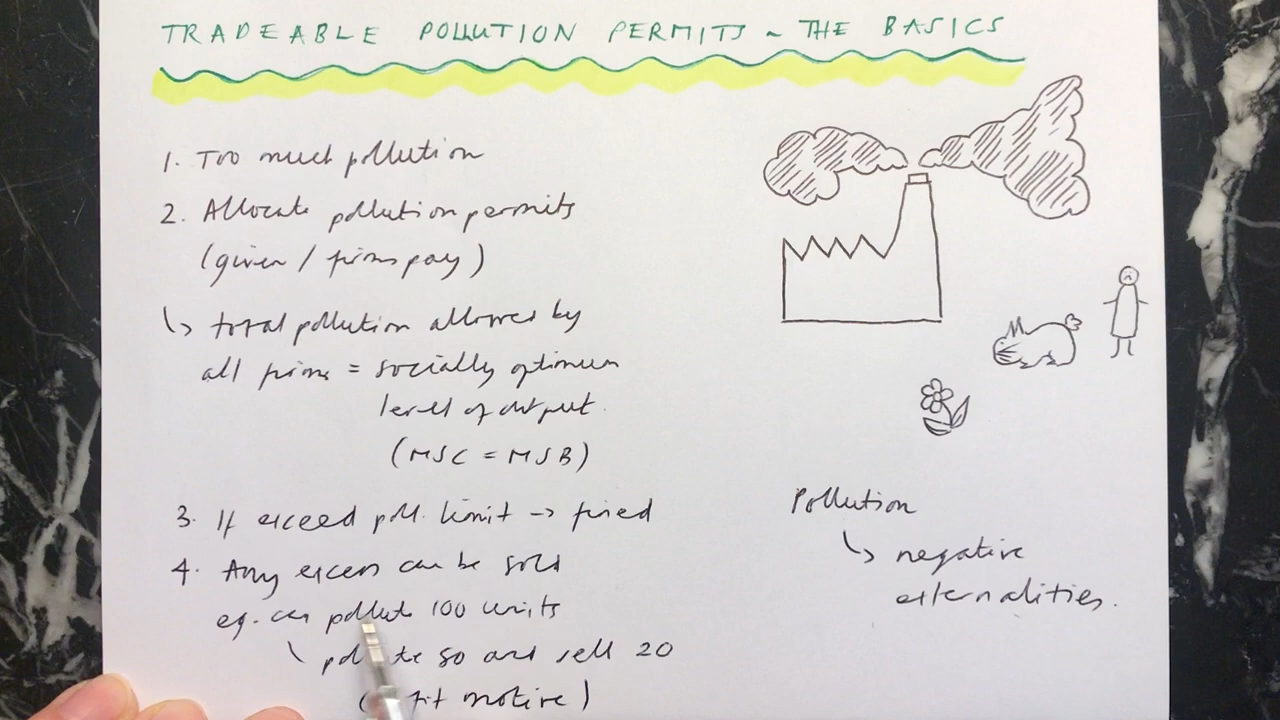 TRADEABLE POLLUTION PERMITS ~ THE BASICS
1. Too much pollution
2. Allocate pollution permits
(given / firms pay)
↳ total pollution allowed by
all firms = socially optimum
level of output.
(MSC = MSB)
3. If exceed poll. limit → fined
4. Any excess can be sold
eg. can pollute 100 units
and sell 20
motive)
Pollution
↳ negative
externalities.